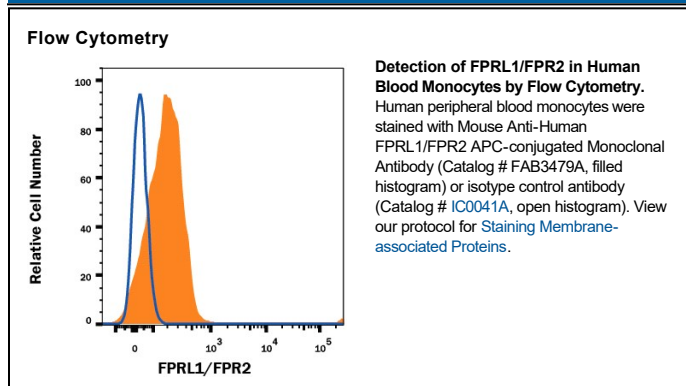 Flow Cytometry
Detection of FPRL1/FPR2 in Human
Blood Monocytes by Flow Cytometry.
Human peripheral blood monocytes were
stained with Mouse Anti-Human
FPRL1/FPR2 APC-conjugated Monoclonal
Antibody (Catalog # FAB3479A, filled
histogram) or isotype control antibody
(Catalog # IC0041A, open histogram). View
our protocol for Staining Membrane-
associated Proteins.
Relative Cell Number
100
80
60
40
20
0
0 10³ 10⁴ 10⁵
FPRL1/FPR2